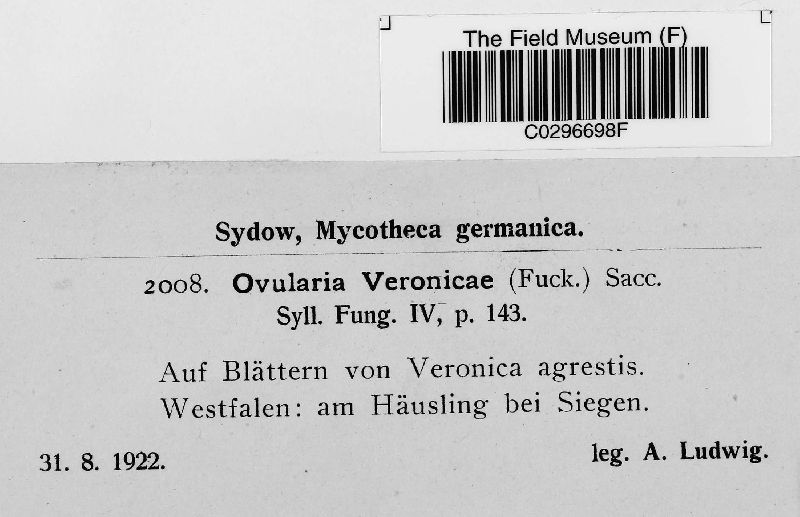 The Field Museum (F)
C0296698F
Sydow, Mycotheca germanica.
2008. Ovularia Veronicae (Fuck.) Sacc.
Syll. Fung. IV, p. 143.
Auf Blättern von Veronica agrestis.
Westfalen: am Häusling bei Siegen.
31. 8. 1922. leg. A. Ludwig.